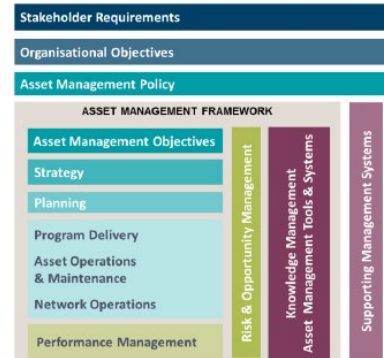 Stakeholder Requirements
Organisational Objectives
Asset Management Policy
ASSET MANAGEMENT FRAMEWORK
Asset Management Objectives
Strategy
Planning
Program Delivery
Asset Operations
& Maintenance
Network Operations
Performance Management
Risk & Opportunity Management
Knowledge Management
Asset Management Tools & Systems
Supporting Management Systems